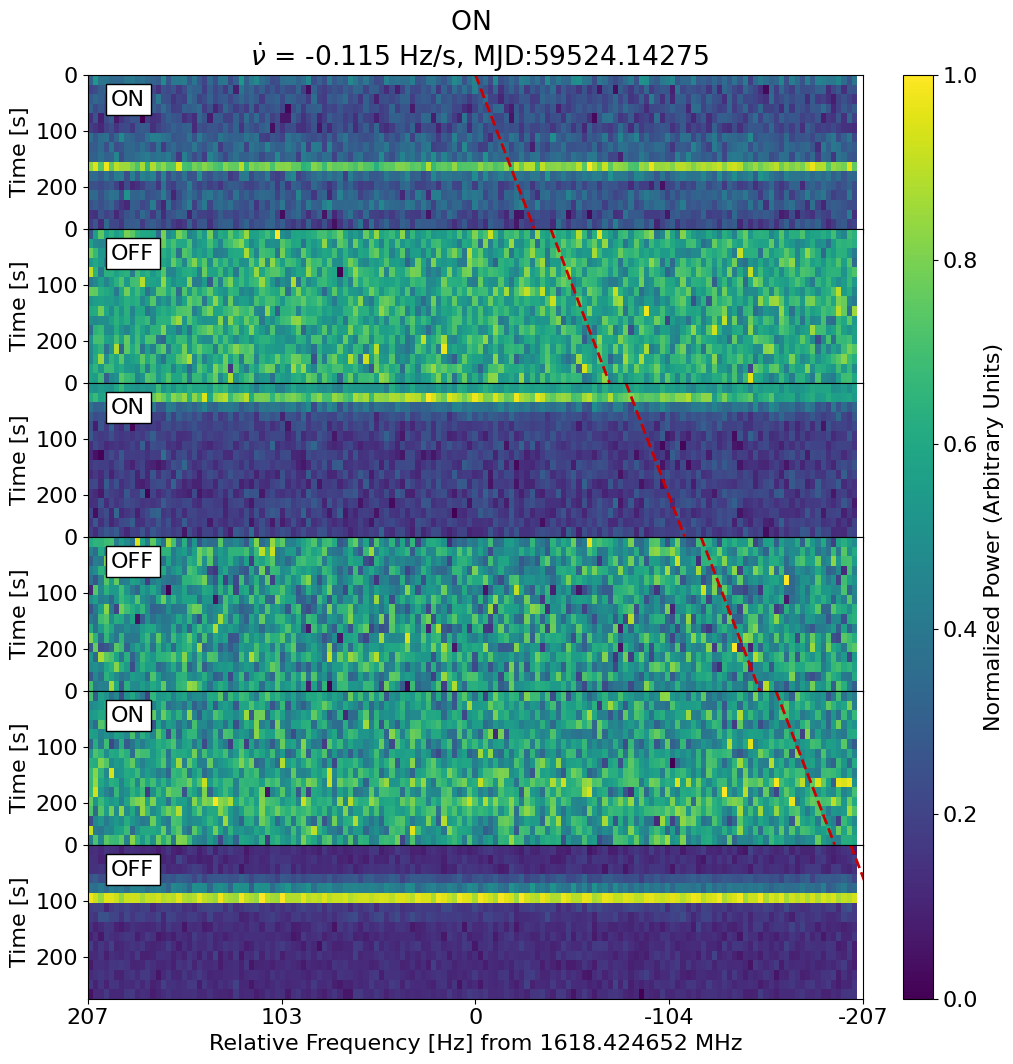 ON
ν̇ = -0.115 Hz/s, MJD:59524.14275
0
100
200
Time [s]
ON
0
100
200
Time [s]
OFF
0
100
200
Time [s]
ON
0
100
200
Time [s]
OFF
0
100
200
Time [s]
ON
0
100
200
Time [s]
OFF
207
103
0
-104
-207
Relative Frequency [Hz] from 1618.424652 MHz
1.0
0.8
0.6
0.4
0.2
0.0
Normalized Power (Arbitrary Units)